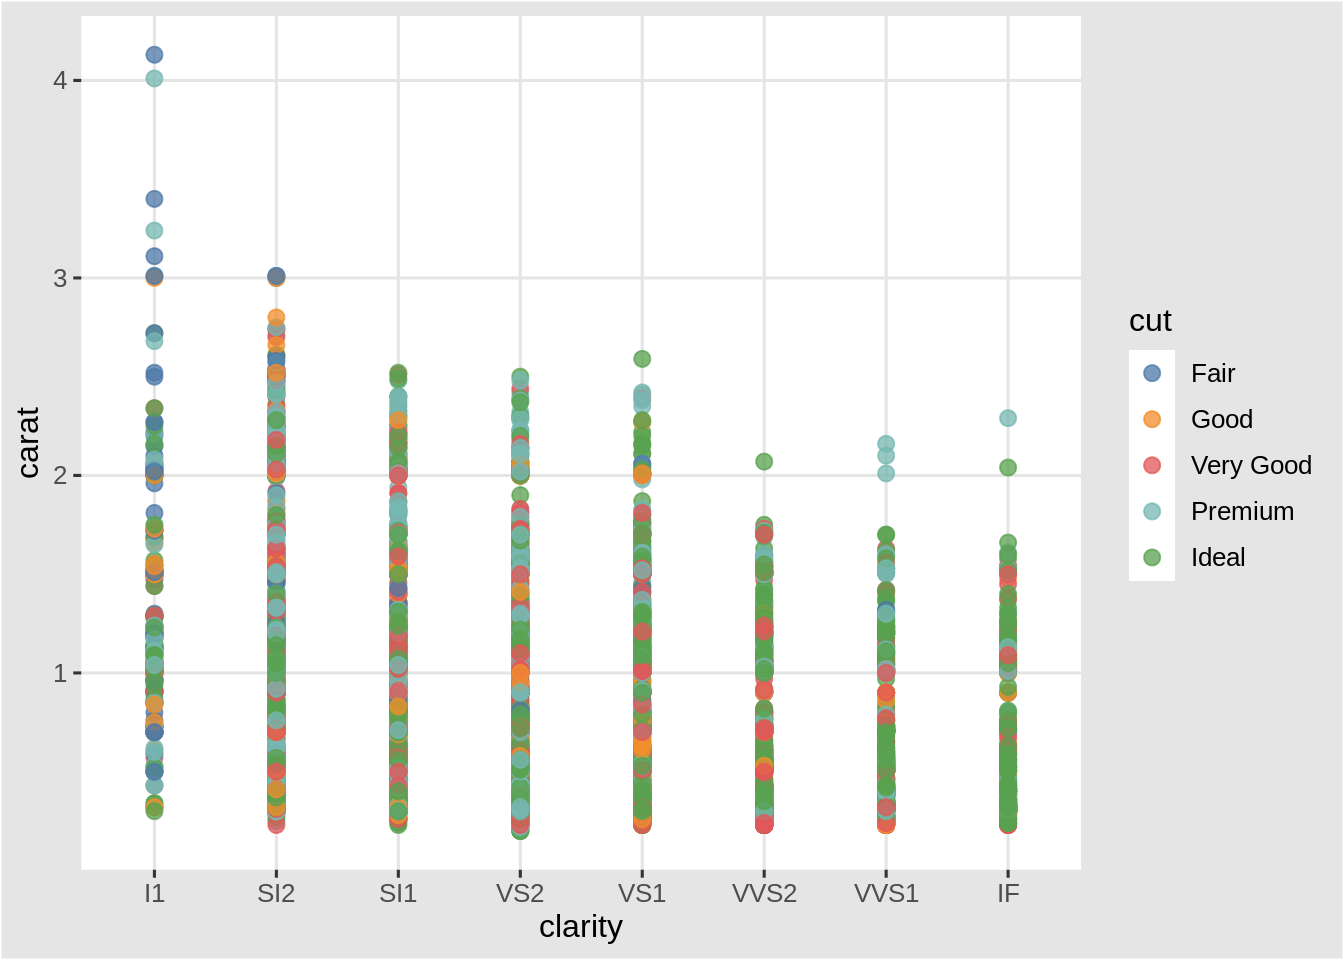 4
3
2
1
carat
I1 SI2 SI1 VS2 VS1 VVS2 VVS1 IF
clarity
cut
Fair
Good
Very Good
Premium
Ideal